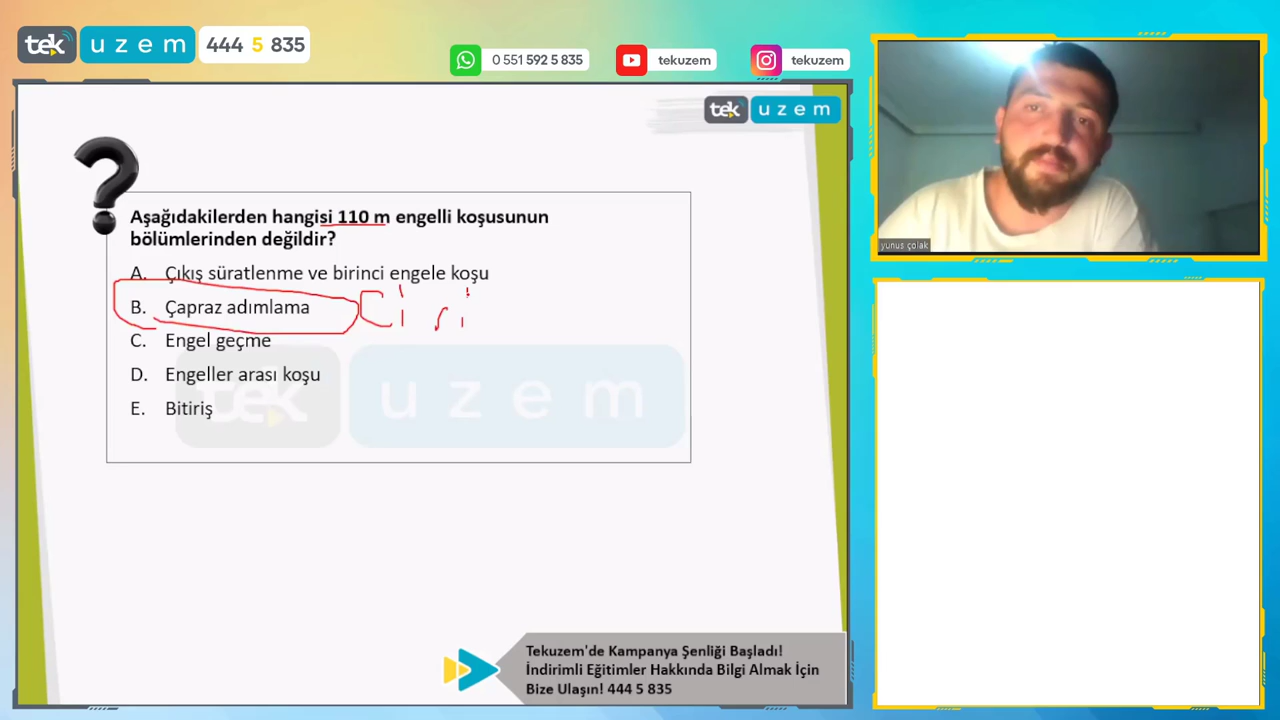 tek uzem 444 5 835
0 551 592 5 835 tekuzem tekuzem
tek uzem
Aşağıdakilerden hangisi 110 m engelli koşusunun
bölümlerinden değildir?
A. Çıkış süratlenme ve birinci engele koşu
B. Çapraz adımlama
C. Engel geçme
D. Engeller arası koşu
E. Bitiriş
tek uzem
yunus çolak
Tekuzem'de Kampanya Şenliği Başladı!
İndirimli Eğitimler Hakkında Bilgi Almak İçin
Bize Ulaşın! 444 5 835